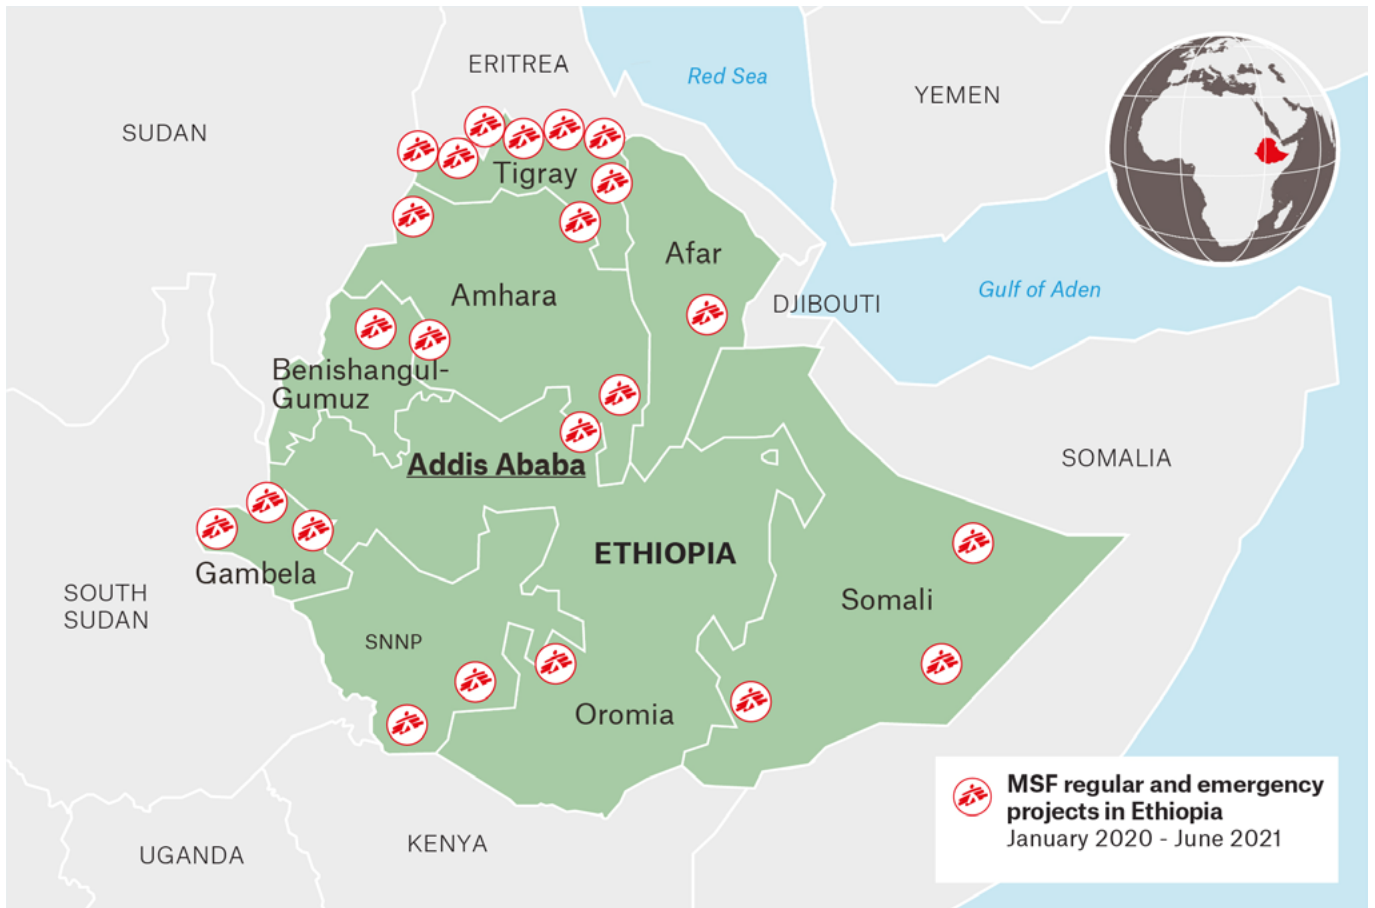 ERITREA
Red Sea
YEMEN
SUDAN
Tigray
Afar
Amhara
Gulf of Aden
DJIBOUTI
Benishangul-
Gumuz
Addis Ababa
SOMALIA
ETHIOPIA
Gambela
SOUTH
SUDAN
Somali
SNNP
Oromia
MSF regular and emergency
projects in Ethiopia
January 2020 - June 2021
KENYA
UGANDA